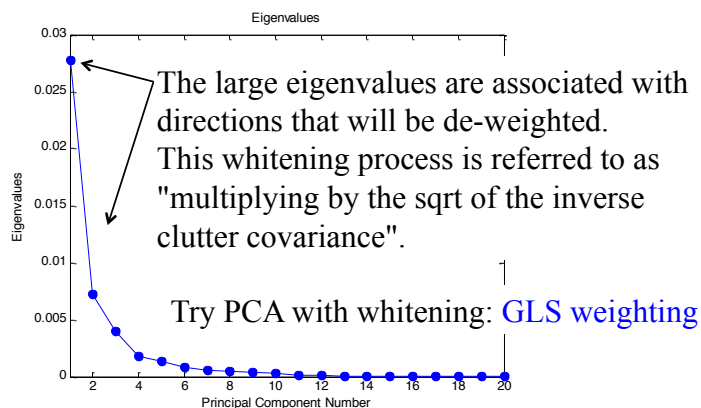 Eigenvalues
0.03
0.025
0.02
0.015
0.01
0.005
0
Eigenvalues
The large eigenvalues are associated with
directions that will be de-weighted.
This whitening process is referred to as
"multiplying by the sqrt of the inverse
clutter covariance".
Try PCA with whitening: GLS weighting
2 4 6 8 10 12 14 16 18 20
Principal Component Number